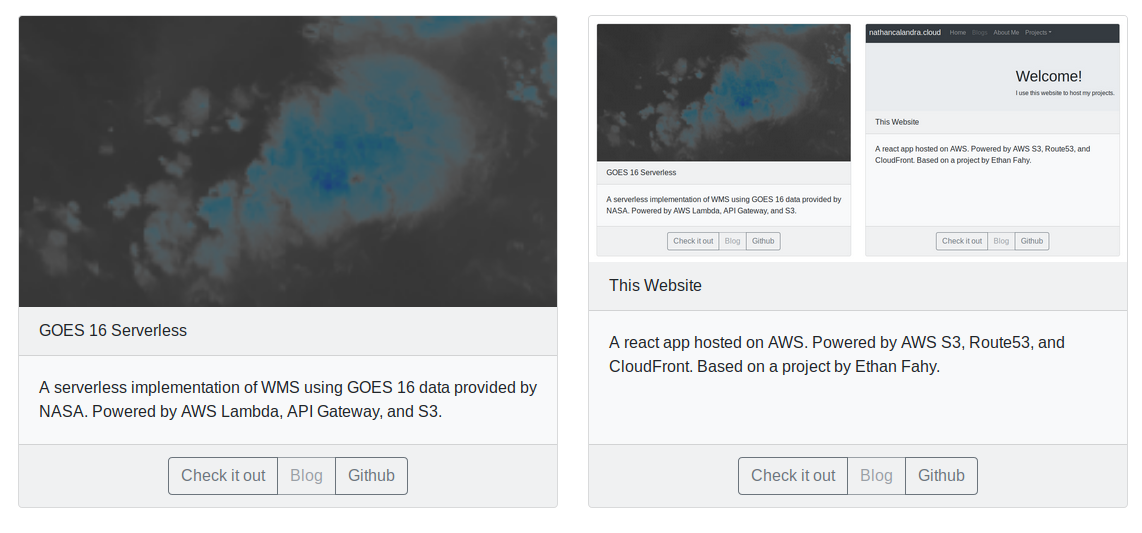 GOES 16 Serverless
A serverless implementation of WMS using GOES 16 data provided by
NASA. Powered by AWS Lambda, API Gateway, and S3.
Check it out Blog Github
GOES 16 Serverless
A serverless implementation of WMS using GOES 16 data provided by
NASA. Powered by AWS Lambda, API Gateway, and S3.
Check it out Blog Github
nathancalandra.cloud Home Blogs About Me Projects
Welcome!
I use this website to host my projects.
This Website
A react app hosted on AWS. Powered by AWS S3, Route53, and
CloudFront. Based on a project by Ethan Fahy.
Check it out Blog Github
This Website
A react app hosted on AWS. Powered by AWS S3, Route53, and
CloudFront. Based on a project by Ethan Fahy.
Check it out Blog Github